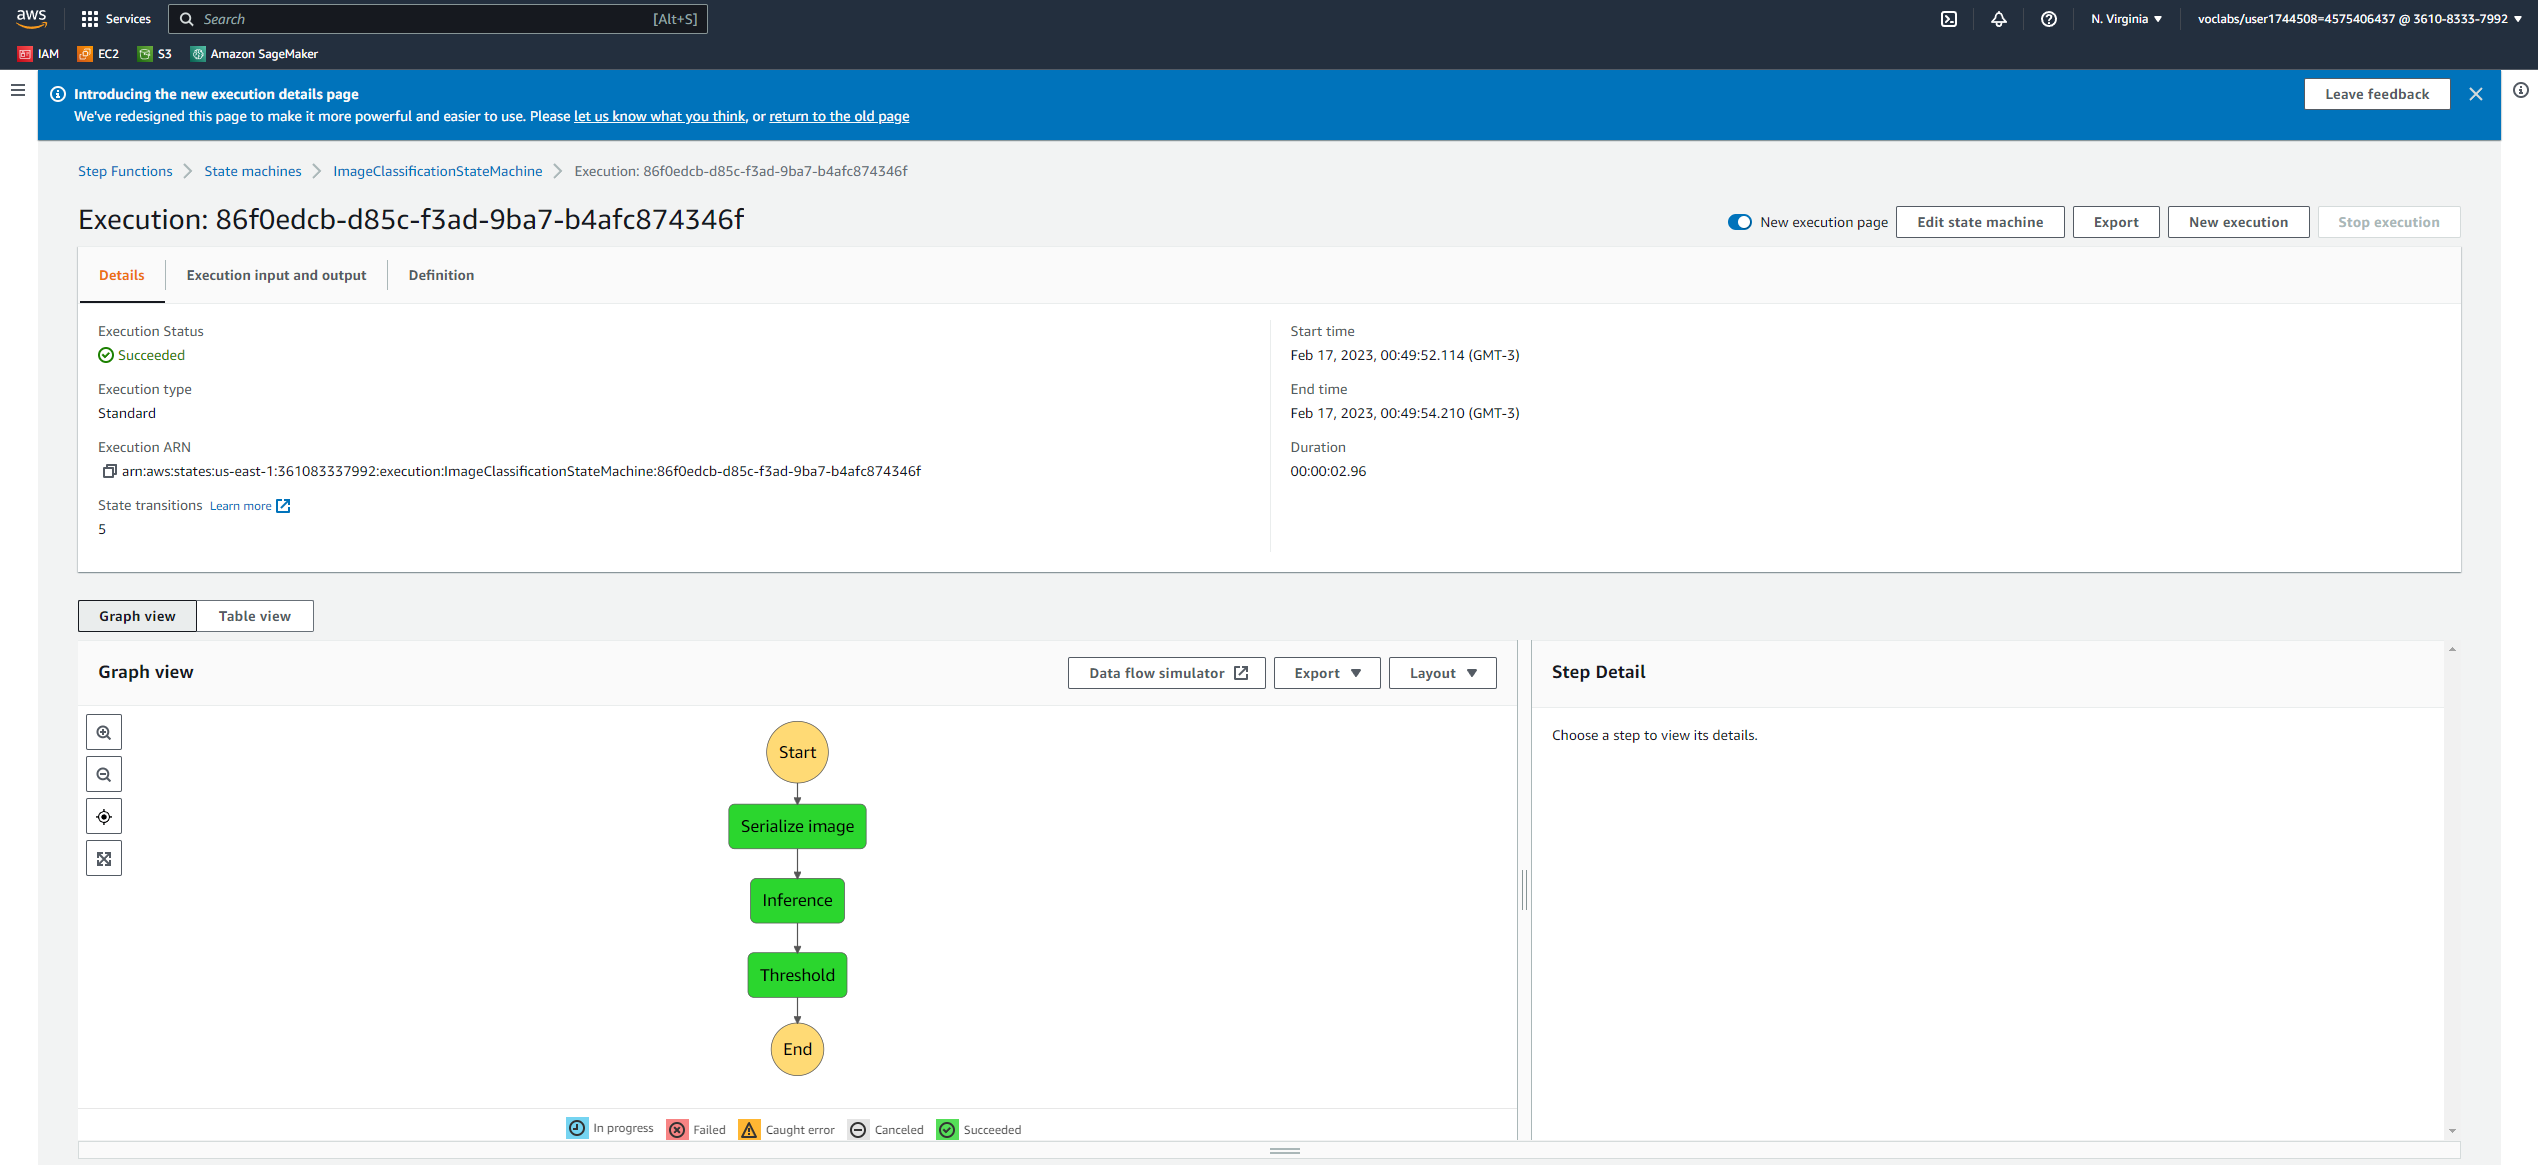 aws
Services
Search
[Alt+S]
N. Virginia
voclabs/user1744508=4575406437 @ 3610-8333-7992
IAM
EC2
S3
Amazon SageMaker
Introducing the new execution details page
Leave feedback
We've redesigned this page to make it more powerful and easier to use. Please let us know what you think, or return to the old page
Step Functions
State machines
ImageClassificationStateMachine
Execution: 86f0edcb-d85c-f3ad-9ba7-b4afc874346f
Execution: 86f0edcb-d85c-f3ad-9ba7-b4afc874346f
New execution page
Edit state machine
Export
New execution
Stop execution
Details
Execution input and output
Definition
Execution Status
Succeeded
Execution type
Standard
Execution ARN
arn:aws:states:us-east-1:361083337992:execution:ImageClassificationStateMachine:86f0edcb-d85c-f3ad-9ba7-b4afc874346f
State transitions Learn more
5
Start time
Feb 17, 2023, 00:49:52.114 (GMT-3)
End time
Feb 17, 2023, 00:49:54.210 (GMT-3)
Duration
00:00:02.96
Graph view
Table view
Graph view
Data flow simulator
Export
Layout
Start
Serialize image
Inference
Threshold
End
In progress
Failed
Caught error
Canceled
Succeeded
Step Detail
Choose a step to view its details.